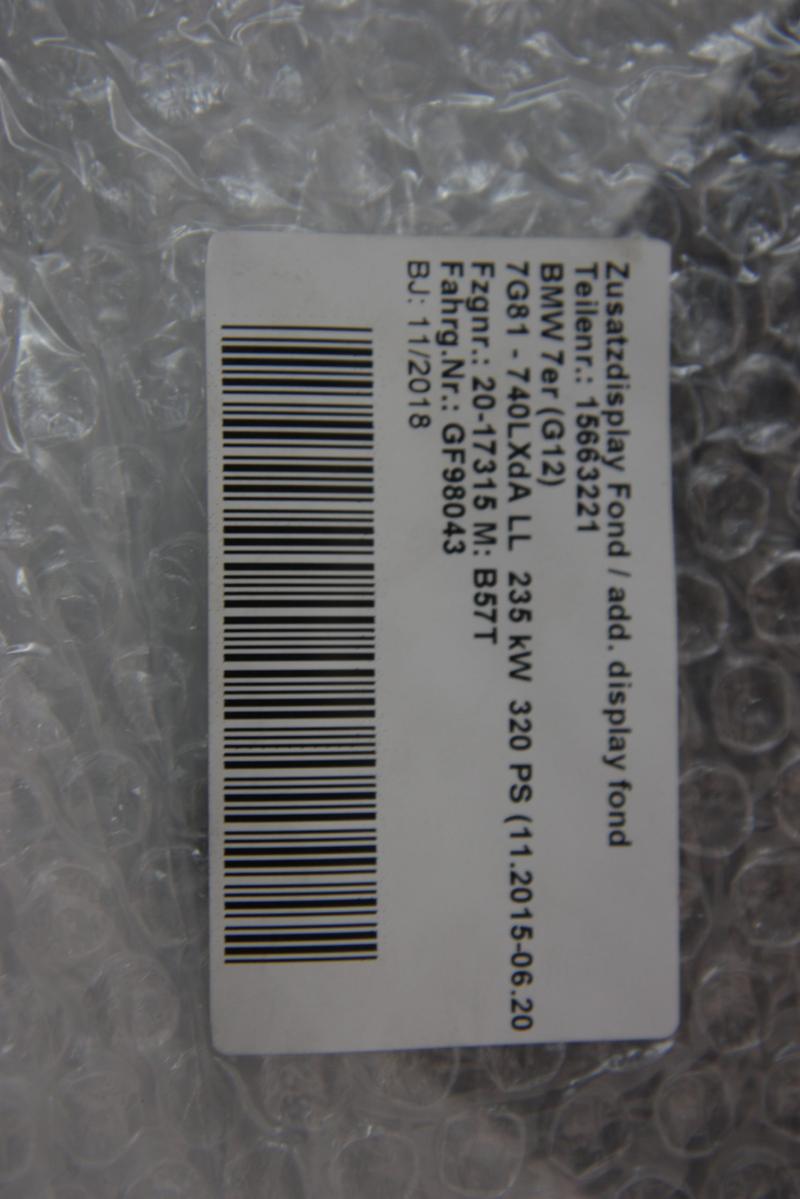 Zusatzdisplay Fond / add. display fond
Teilenr.: 15663221
BMW 7er (G12)
7G81 - 740LXdA LL 235 kW 320 PS (11.2015-06.20
Fzgnr.: 20-17315 M: B57T
Fahrg.Nr.: GF98043
BJ: 11/2018